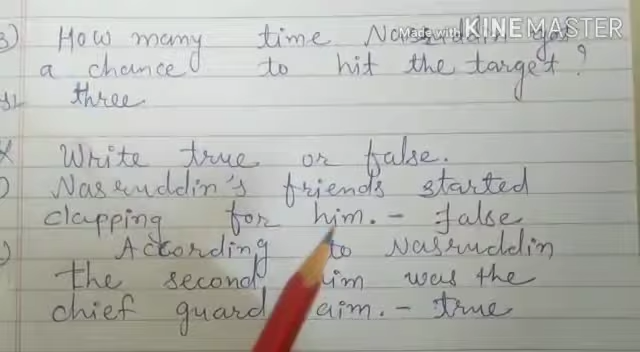 Made with KINEMASTER
3) How many time Nasruddin got
a chance to hit the target?
three
Write true or false.
Nasruddin's friends started
clapping for him. - false
According to Nasruddin
the second aim was the
chief guard aim. - true